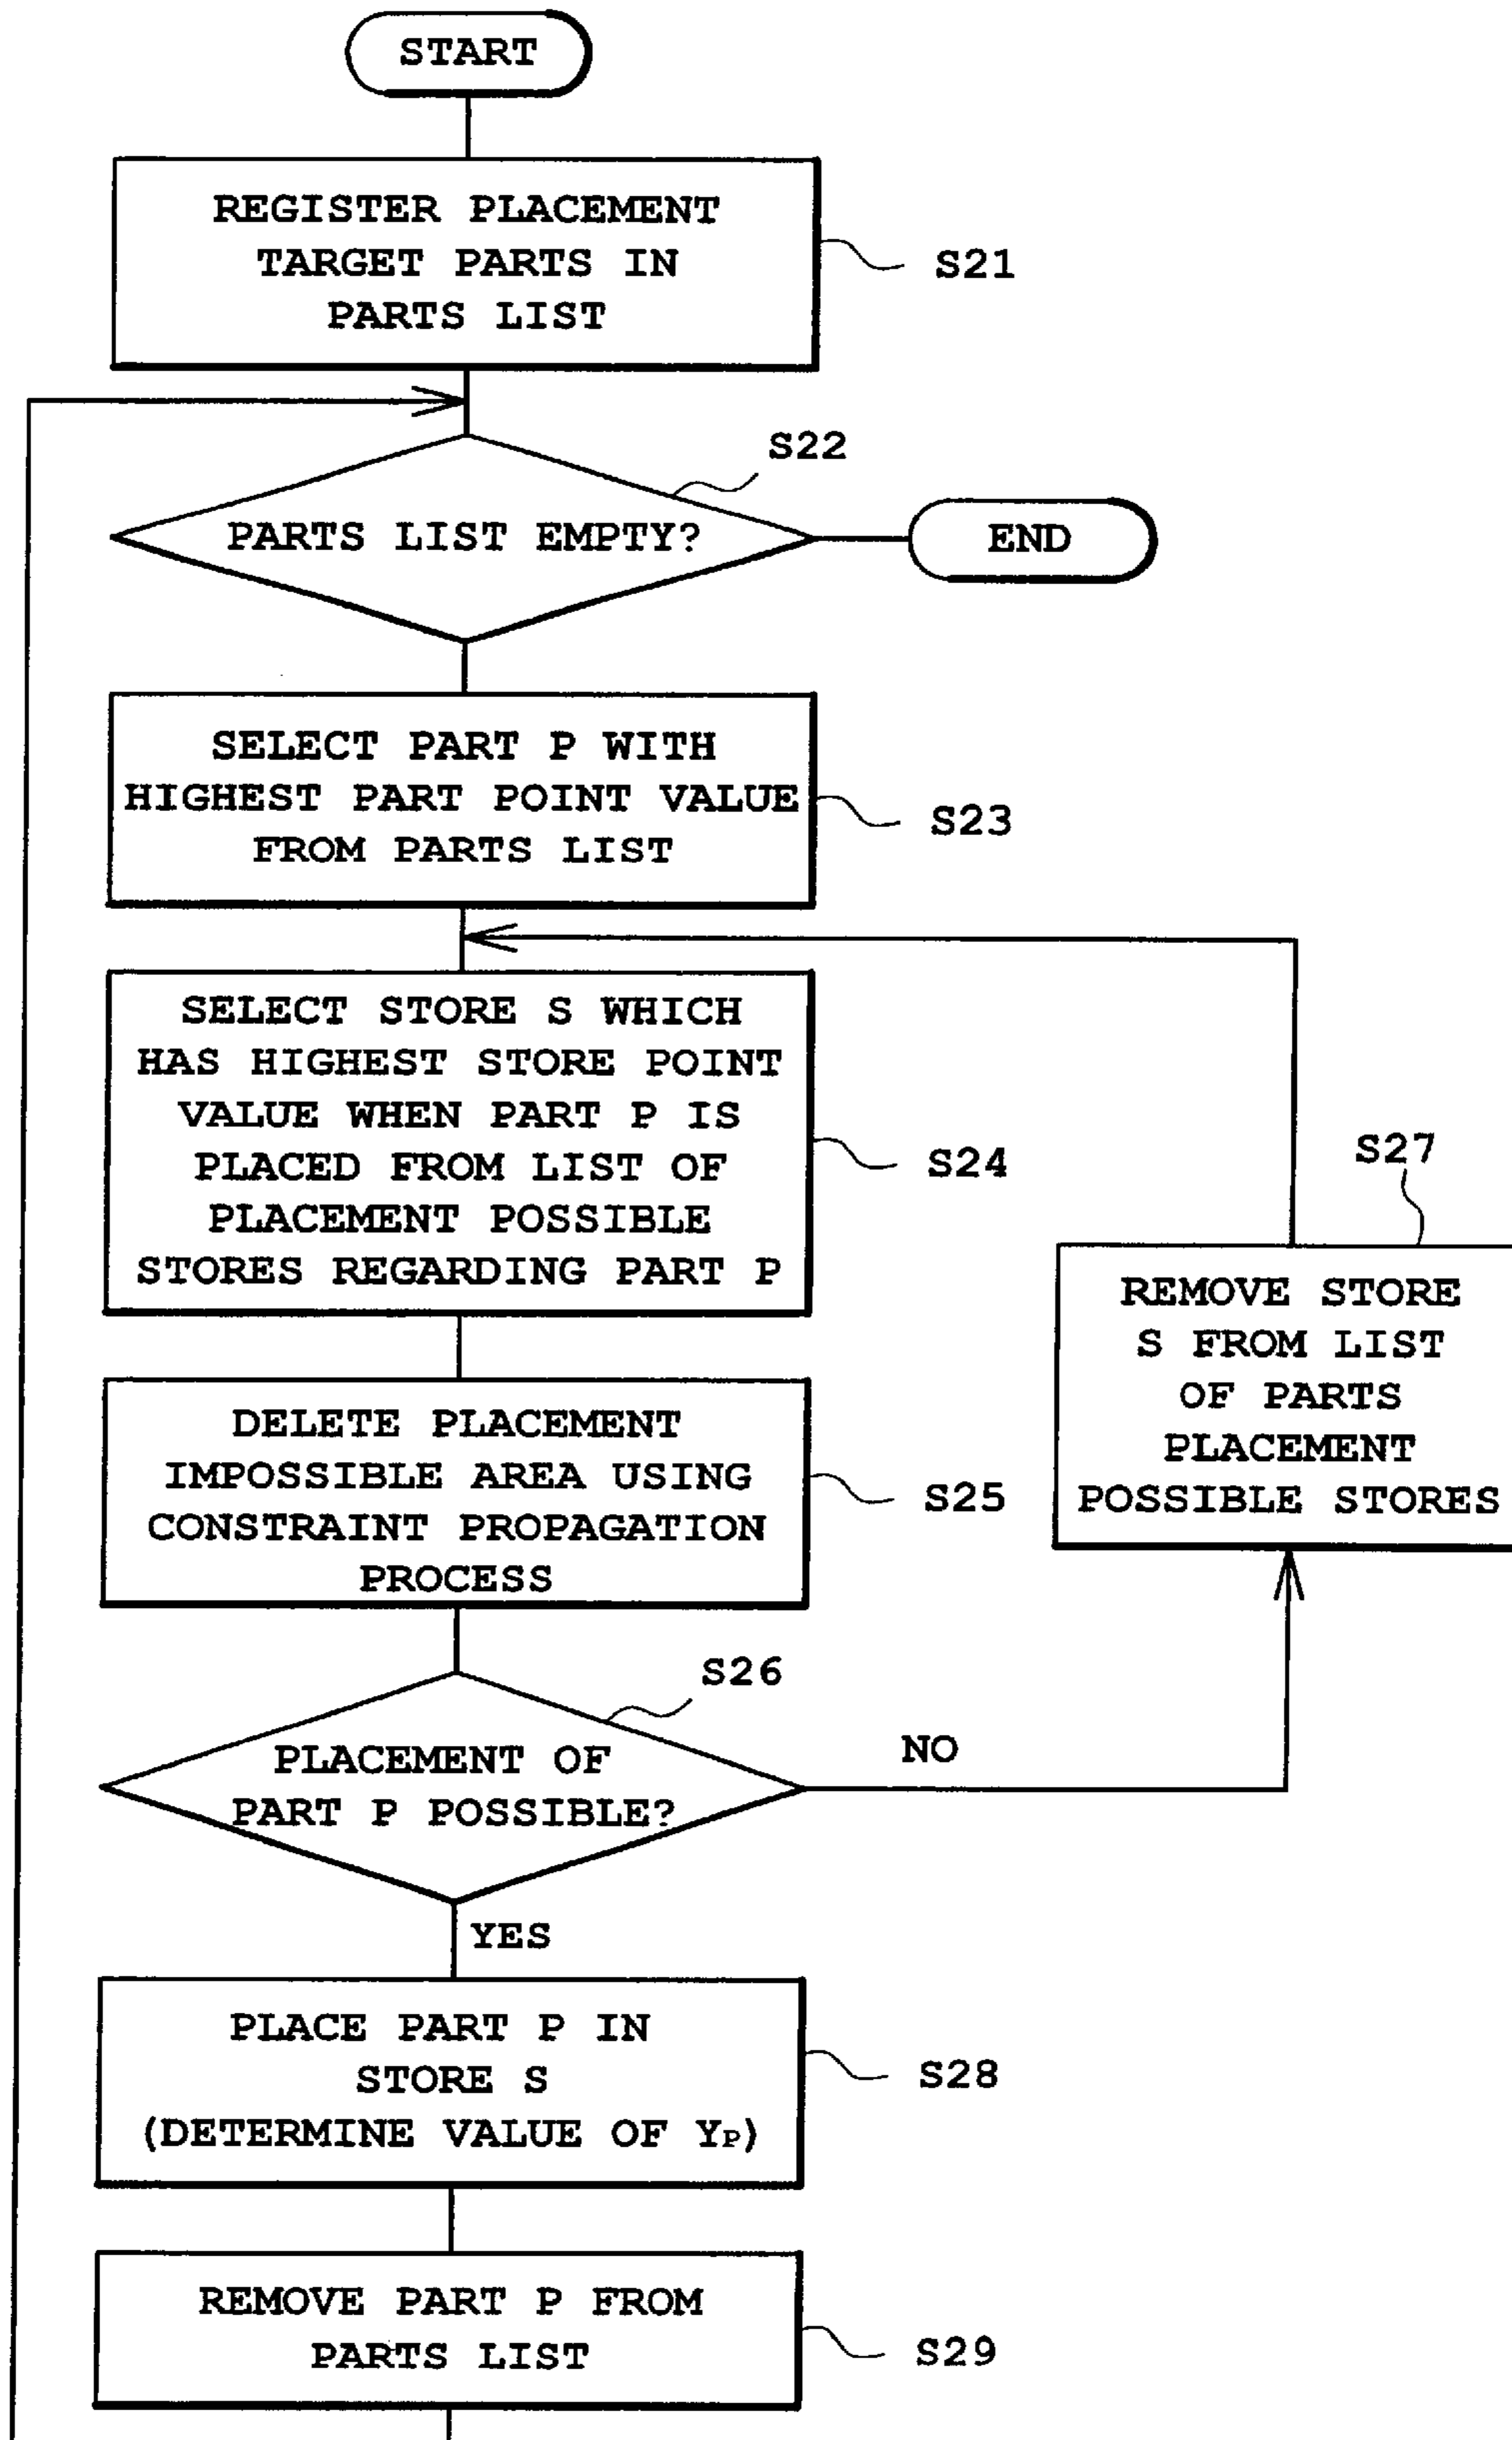 START
REGISTER PLACEMENT
TARGET PARTS IN
PARTS LIST
S21
S22
PARTS LIST EMPTY?
END
SELECT PART P WITH
HIGHEST PART POINT VALUE
FROM PARTS LIST
S23
SELECT STORE S WHICH
HAS HIGHEST STORE POINT
VALUE WHEN PART P IS
PLACED FROM LIST OF
PLACEMENT POSSIBLE
STORES REGARDING PART P
S24
S27
REMOVE STORE
S FROM LIST
OF PARTS
PLACEMENT
POSSIBLE STORES
DELETE PLACEMENT
IMPOSSIBLE AREA USING
CONSTRAINT PROPAGATION
PROCESS
S25
S26
PLACEMENT OF
PART P POSSIBLE?
NO
YES
PLACE PART P IN
STORE S
(DETERMINE VALUE OF YP)
S28
REMOVE PART P FROM
PARTS LIST
S29